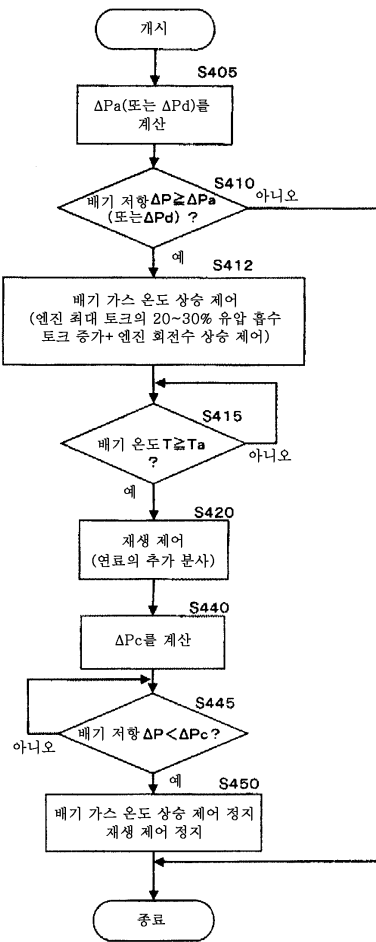 개시
S405
ΔPa(또는 ΔPd)를
계산
S410
배기 저항 ΔP≧ΔPa
(또는ΔPd) ?
아니오
예
S412
배기 가스 온도 상승 제어
(엔진 최대 토크의 20~30% 유압 흡수
토크 증가+ 엔진 회전수 상승 제어)
S415
배기 온도 T≧Ta
?
아니오
예
S420
재생 제어
(연료의 추가 분사)
S440
ΔPc를 계산
S445
배기 저항 ΔP<ΔPc?
아니오
예
S450
배기 가스 온도 상승 제어 정지
재생 제어 정지
종료